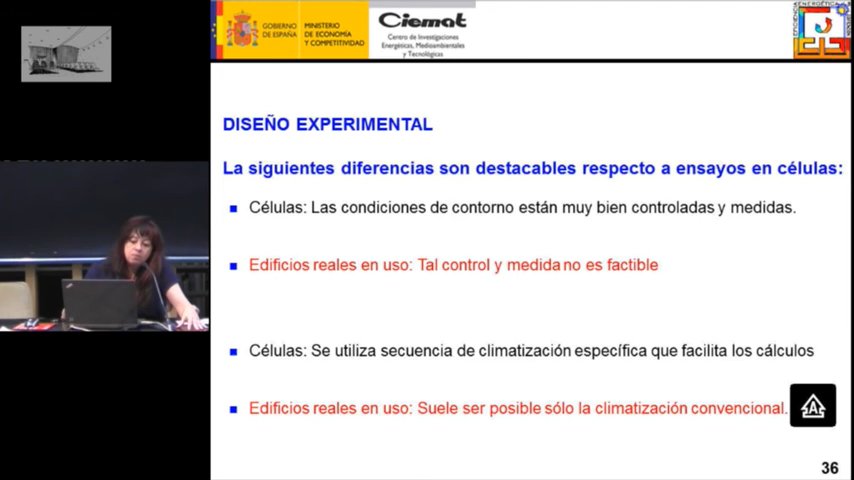 GOBIERNO
DE ESPAÑA
MINISTERIO
DE ECONOMÍA
Y COMPETITIVIDAD
Ciemat
Centro de Investigaciones
Energéticas, Medioambientales
y Tecnológicas
DISEÑO EXPERIMENTAL
La siguientes diferencias son destacables respecto a ensayos en células:
Células: Las condiciones de contorno están muy bien controladas y medidas.
Edificios reales en uso: Tal control y medida no es factible
Células: Se utiliza secuencia de climatización específica que facilita los cálculos
Edificios reales en uso: Suele ser posible sólo la climatización convencional.
A
36